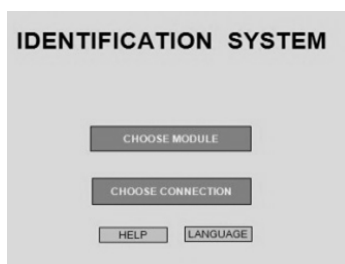 IDENTIFICATION SYSTEM
CHOOSE MODULE
CHOOSE CONNECTION
HELP LANGUAGE